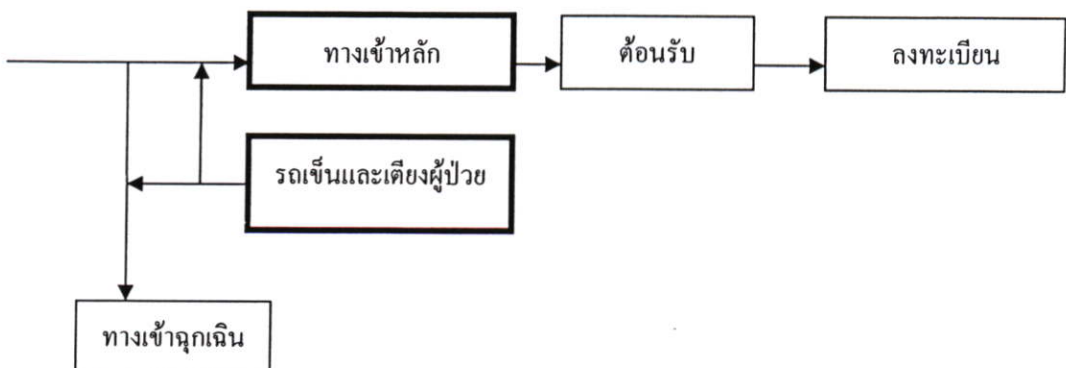 ทางเข้าหลัก
ต้อนรับ
ลงทะเบียน
รถเข็นและเตียงผู้ป่วย
ทางเข้าฉุกเฉิน